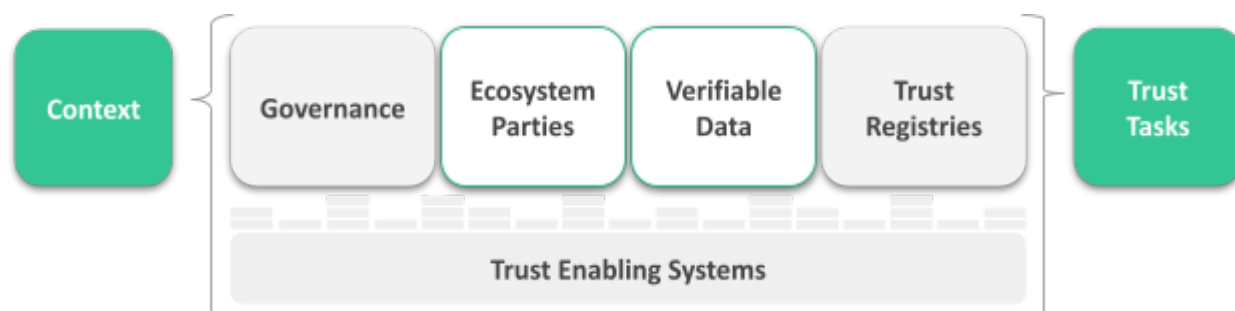 Context
Governance
Ecosystem
Parties
Verifiable
Data
Trust
Registries
Trust
Tasks
Trust Enabling Systems